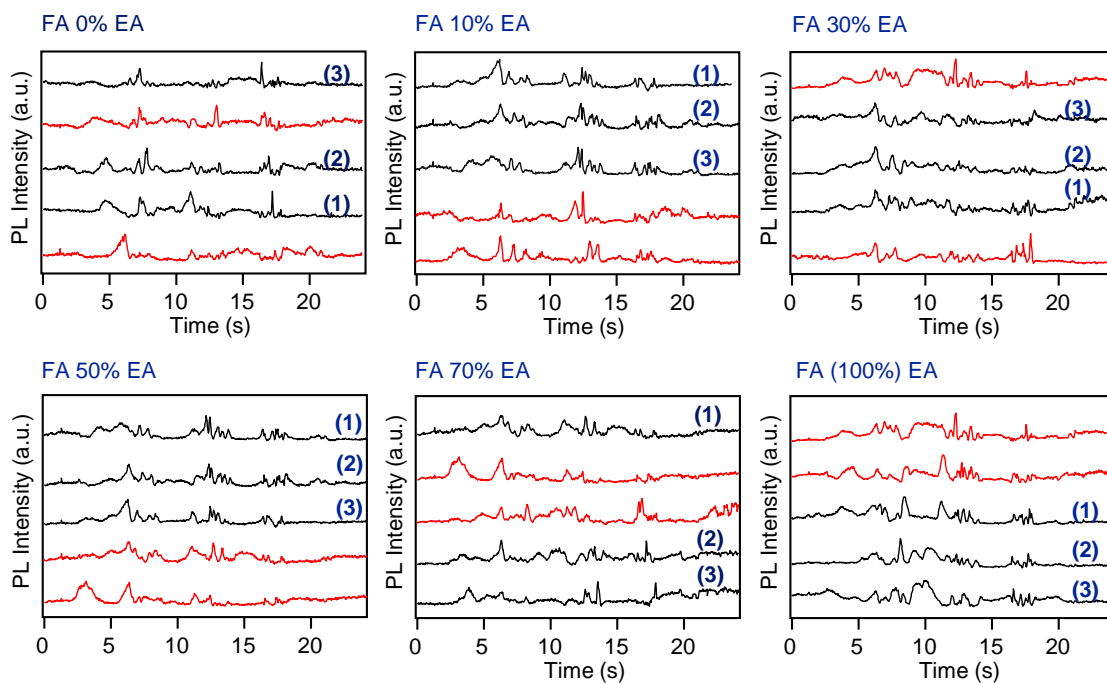 FA 0% EA
FA 10% EA
FA 30% EA
PL Intensity (a.u.)
(3)
(2)
(1)
0 5 10 15 20
Time (s)
PL Intensity (a.u.)
(1)
(2)
(3)
0 5 10 15 20
Time (s)
PL Intensity (a.u.)
(3)
(2)
(1)
0 5 10 15 20
Time (s)
FA 50% EA
FA 70% EA
FA (100%) EA
PL Intensity (a.u.)
(1)
(2)
(3)
0 5 10 15 20
Time (s)
PL Intensity (a.u.)
(1)
(2)
(3)
0 5 10 15 20
Time (s)
PL Intensity (a.u.)
(1)
(2)
(3)
0 5 10 15 20
Time (s)